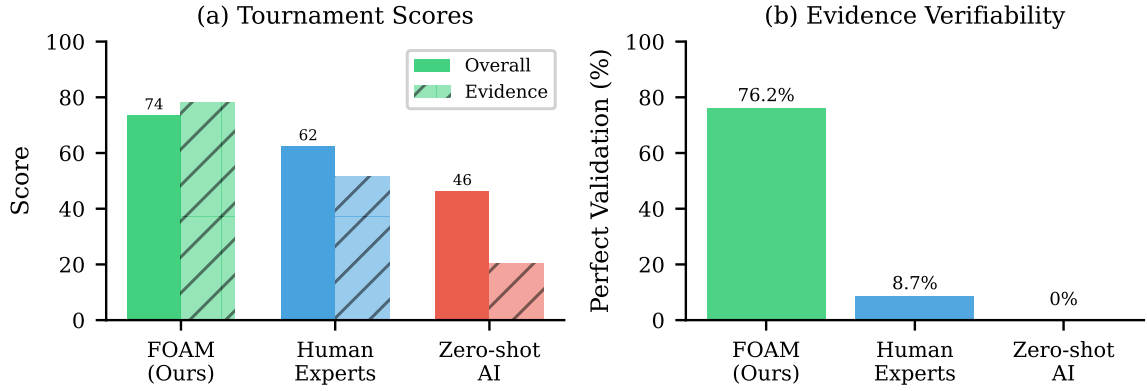 (a) Tournament Scores
Score
100
80
60
40
20
0
Overall
Evidence
74
62
46
FOAM
(Ours)
Human
Experts
Zero-shot
AI
(b) Evidence Verifiability
Perfect Validation (%)
100
80
60
40
20
0
76.2%
8.7%
0%
FOAM
(Ours)
Human
Experts
Zero-shot
AI